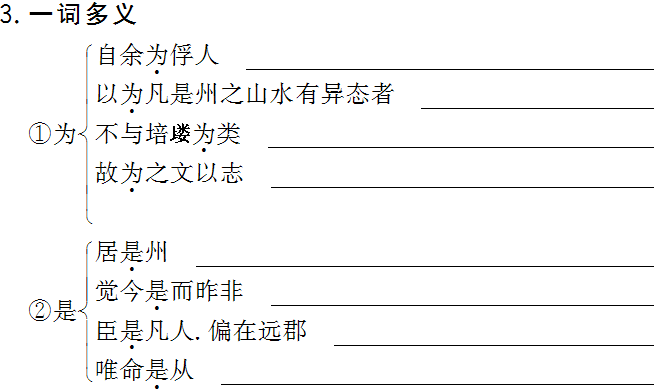 3.一词多义
①为
自余为僇人
以为凡是州之山水有异态者
不与培塿为类
故为之文以志
②是
居是州
觉今是而昨非
臣是凡人.偏在远郡
唯命是从